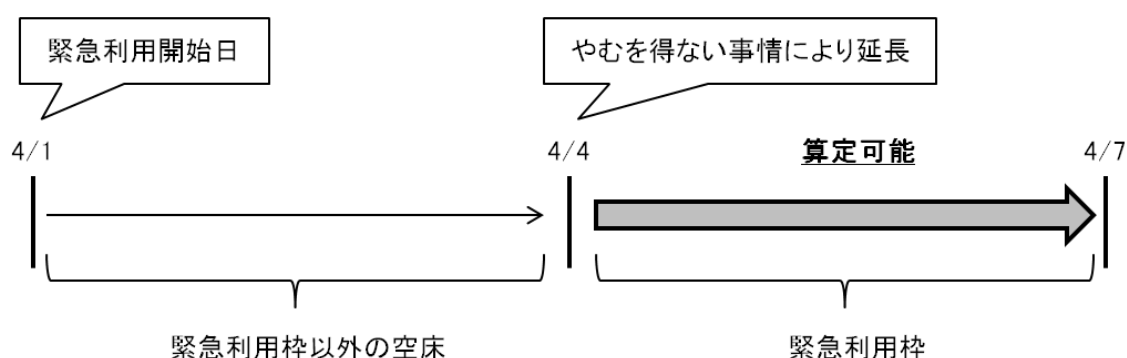 緊急利用開始日
やむを得ない事情により延長
4/1
4/4
算定可能
4/7
緊急利用枠以外の空床
緊急利用枠